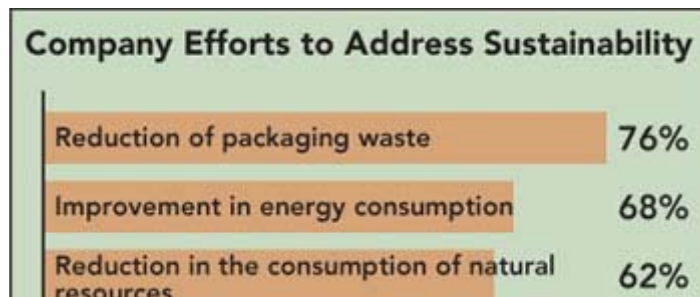 Company Efforts to Address Sustainability
Reduction of packaging waste
76%
Improvement in energy consumption
68%
Reduction in the consumption of natural
resources
62%